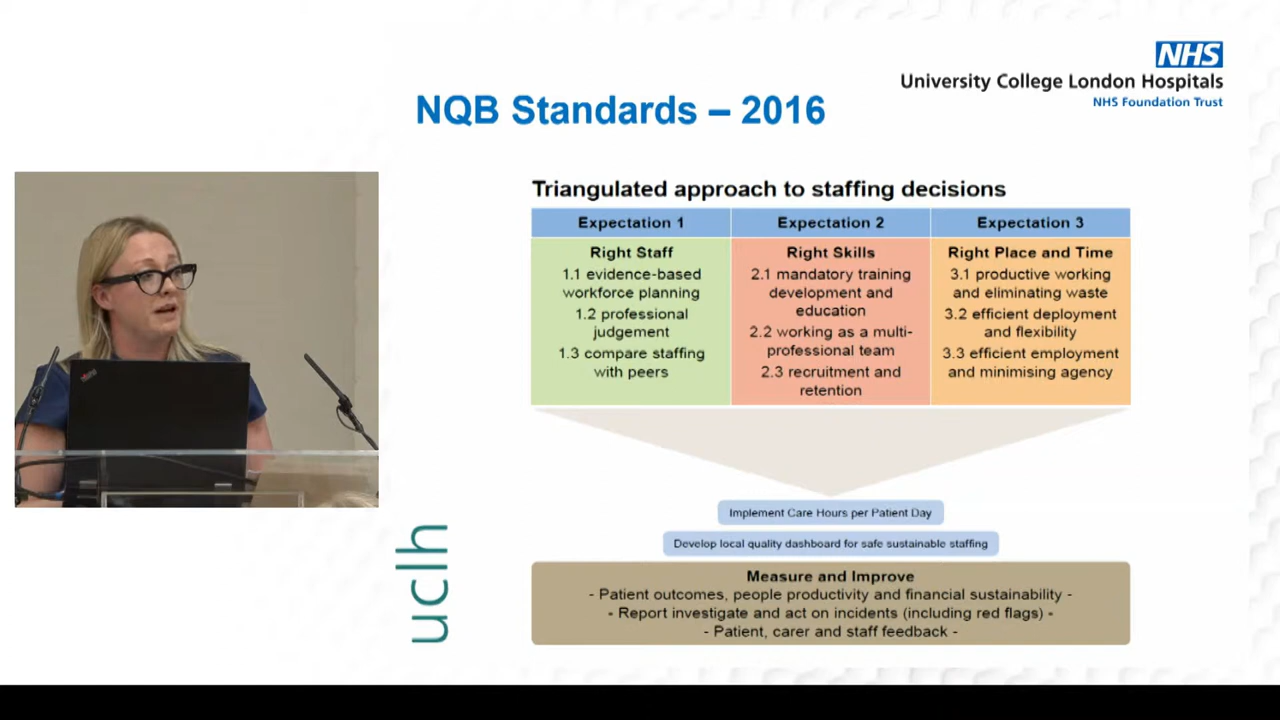 NHS
University College London Hospitals
NHS Foundation Trust
NQB Standards – 2016
Triangulated approach to staffing decisions
Expectation 1
Right Staff
1.1 evidence-based
workforce planning
1.2 professional
judgement
1.3 compare staffing
with peers
Expectation 2
Right Skills
2.1 mandatory training
development and
education
2.2 working as a multi-
professional team
2.3 recruitment and
retention
Expectation 3
Right Place and Time
3.1 productive working
and eliminating waste
3.2 efficient deployment
and flexibility
3.3 efficient employment
and minimising agency
Implement Care Hours per Patient Day
Develop local quality dashboard for safe sustainable staffing
Measure and Improve
- Patient outcomes, people productivity and financial sustainability -
- Report investigate and act on incidents (including red flags) -
- Patient, carer and staff feedback -
uclh